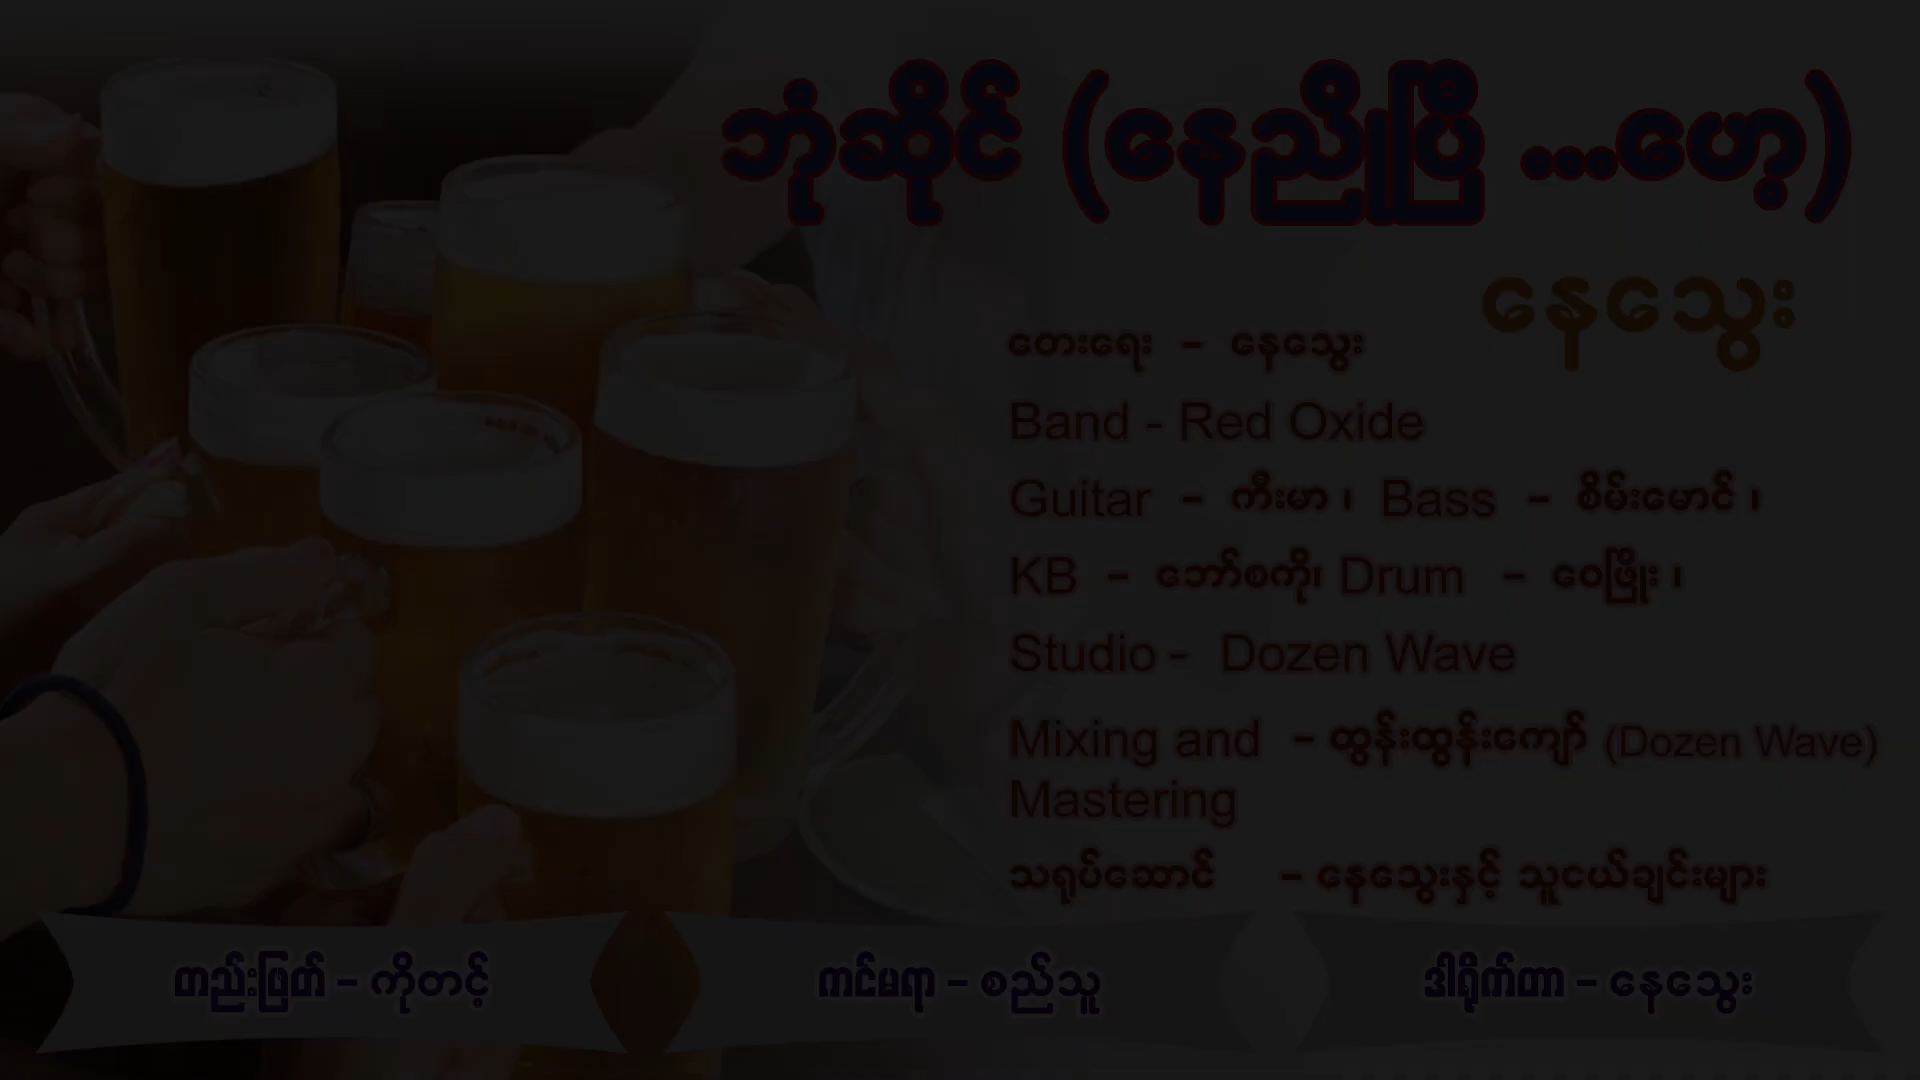 ဘုံဆိုင် (နေညိုပြီ ...ဟေ့)
နေသွေး
တေးရေး - နေသွေး
Band - Red Oxide
Guitar - ကီးမာ ၊ Bass - စိမ်းမောင် ၊
KB - ဘော်စကို၊ Drum - ဝေဖြိုး ၊
Studio - Dozen Wave
Mixing and - ထွန်းထွန်းကျော် (Dozen Wave)
Mastering
သရုပ်ဆောင် - နေသွေးနှင့် သူငယ်ချင်းများ
တည်းဖြတ် - ကိုတင့် ကင်မရာ - စည်သူ ဒါရိုက်တာ - နေသွေး